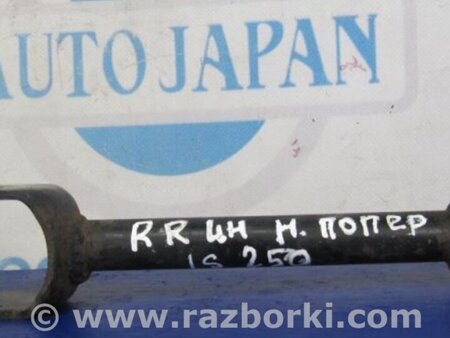 AUTO JAPAN
RR ЦН Н. ПОПЕР
IS 250
www.razborki.com